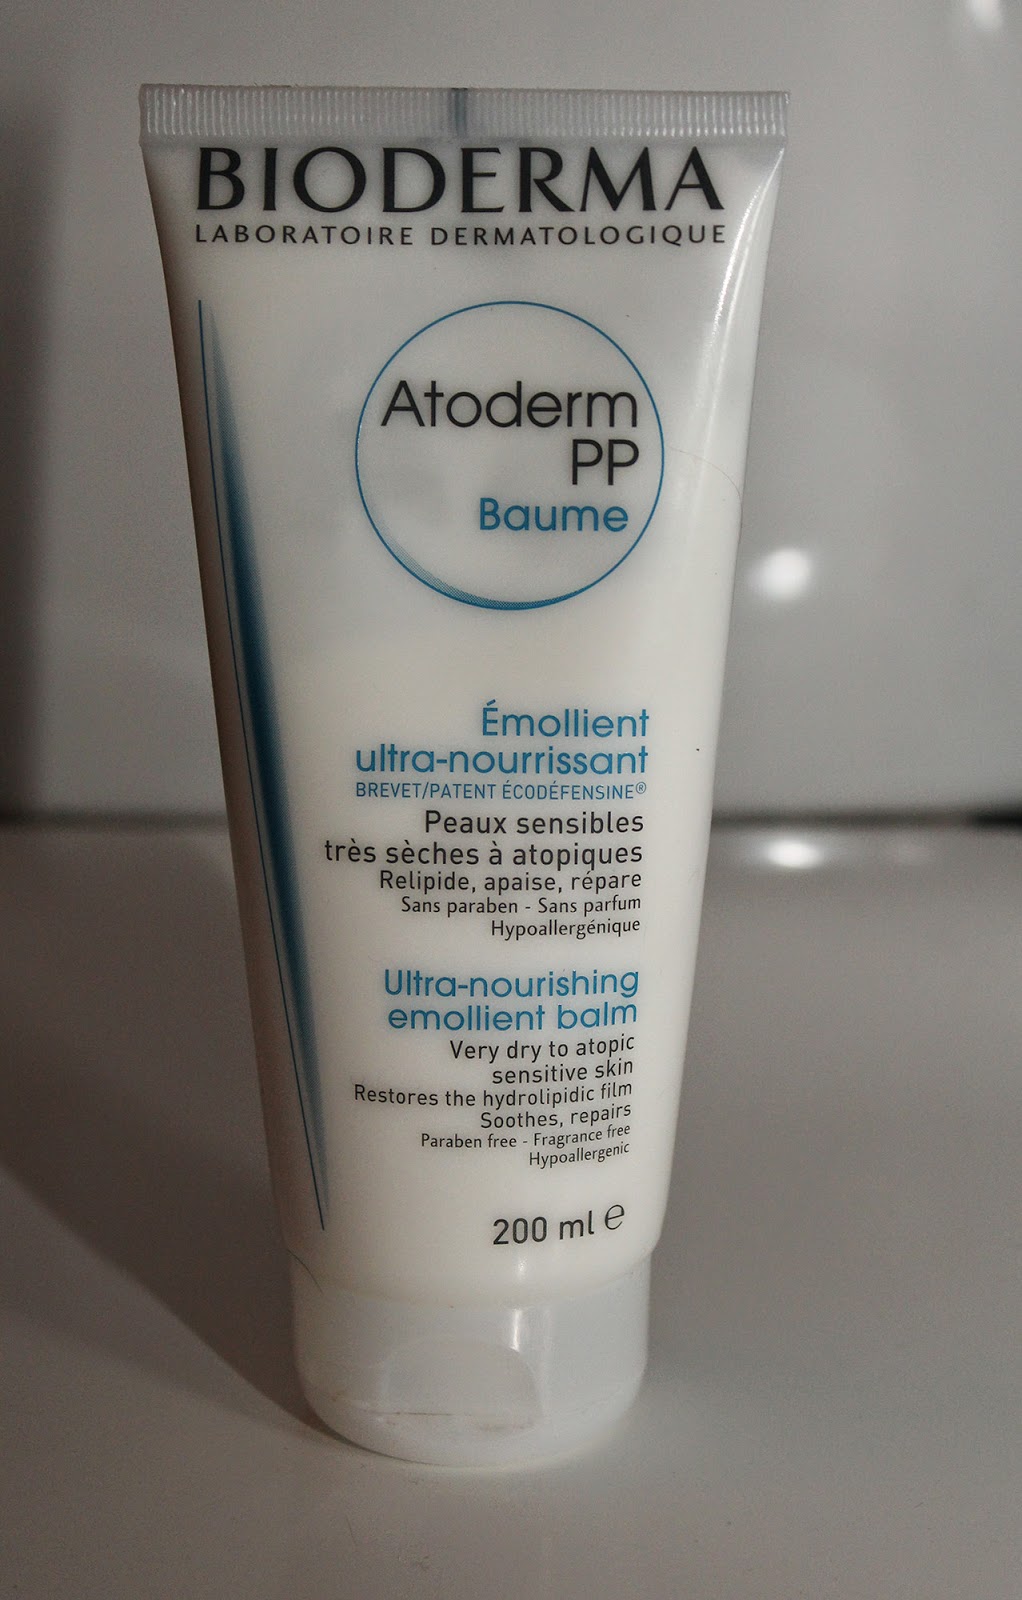 BIODERMA
LABORATOIRE DERMATOLOGIQUE
Atoderm
PP
Baume
Émollient
ultra-nourrissant
BREVET/PATENT ÉCODÉFENSINE®
Peaux sensibles
très sèches à atopiques
Relipide, apaise, répare
Sans paraben - Sans parfum
Hypoallergénique
Ultra-nourishing
emollient balm
Very dry to atopic
sensitive skin
Restores the hydrolipidic film
Soothes, repairs
Paraben free - Fragrance free
Hypoallergenic
200 ml ℮